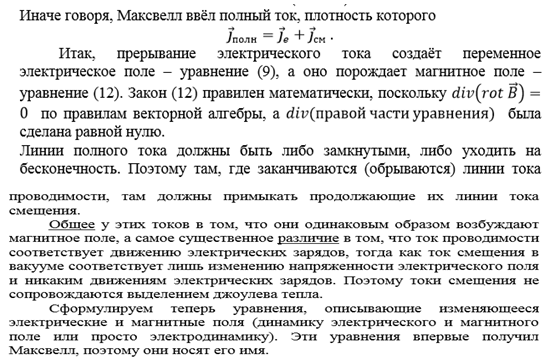 Иначе говоря, Максвелл ввёл полный ток, плотность которого
j⃗полн = j⃗e + j⃗см .
Итак, прерывание электрического тока создаёт переменное
электрическое поле – уравнение (9), а оно порождает магнитное поле –
уравнение (12). Закон (12) правилен математически, поскольку div(rot B⃗) =
0 по правилам векторной алгебры, а div(правой части уравнения) была
сделана равной нулю.
Линии полного тока должны быть либо замкнутыми, либо уходить на
бесконечность. Поэтому там, где заканчиваются (обрываются) линии тока
проводимости, там должны примыкать продолжающие их линии тока
смещения.
Общее у этих токов в том, что они одинаковым образом возбуждают
магнитное поле, а самое существенное различие в том, что ток проводимости
соответствует движению электрических зарядов, тогда как ток смещения в
вакууме соответствует лишь изменению напряженности электрического поля
и никаким движениям электрических зарядов. Поэтому токи смещения не
сопровождаются выделением джоулева тепла.
Сформулируем теперь уравнения, описывающие изменяющееся
электрические и магнитные поля (динамику электрического и магнитного
поля или просто электродинамику). Эти уравнения впервые получил
Максвелл, поэтому они носят его имя.